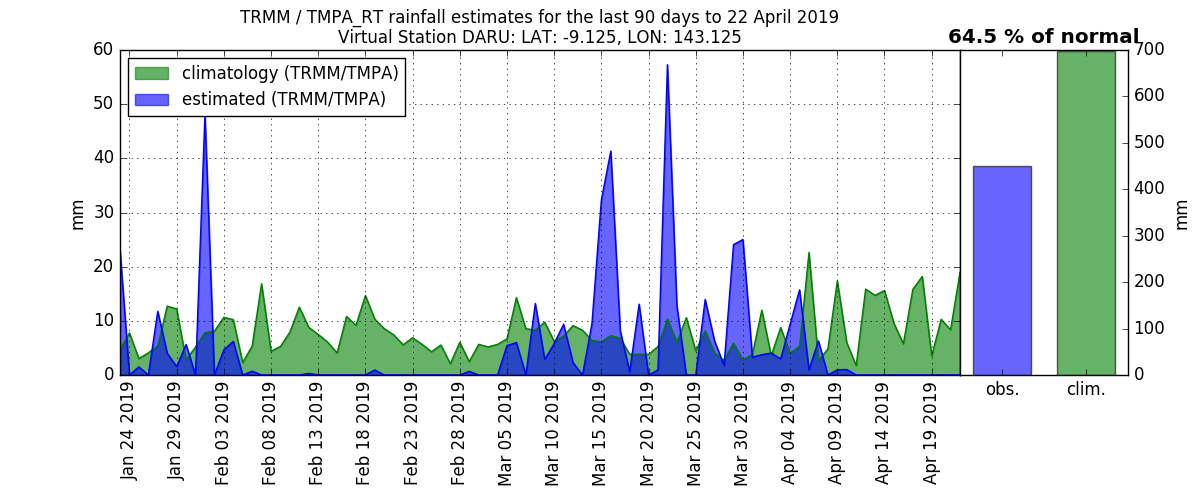 TRMM / TMPA_RT rainfall estimates for the last 90 days to 22 April 2019
Virtual Station DARU: LAT: -9.125, LON: 143.125
64.5 % of normal
climatology (TRMM/TMPA)
estimated (TRMM/TMPA)
mm
60
50
40
30
20
10
0
Jan 24 2019
Jan 29 2019
Feb 03 2019
Feb 08 2019
Feb 13 2019
Feb 18 2019
Feb 23 2019
Feb 28 2019
Mar 05 2019
Mar 10 2019
Mar 15 2019
Mar 20 2019
Mar 25 2019
Mar 30 2019
Apr 04 2019
Apr 09 2019
Apr 14 2019
Apr 19 2019
obs.
clim.
700
600
500
400
300
200
100
0
mm